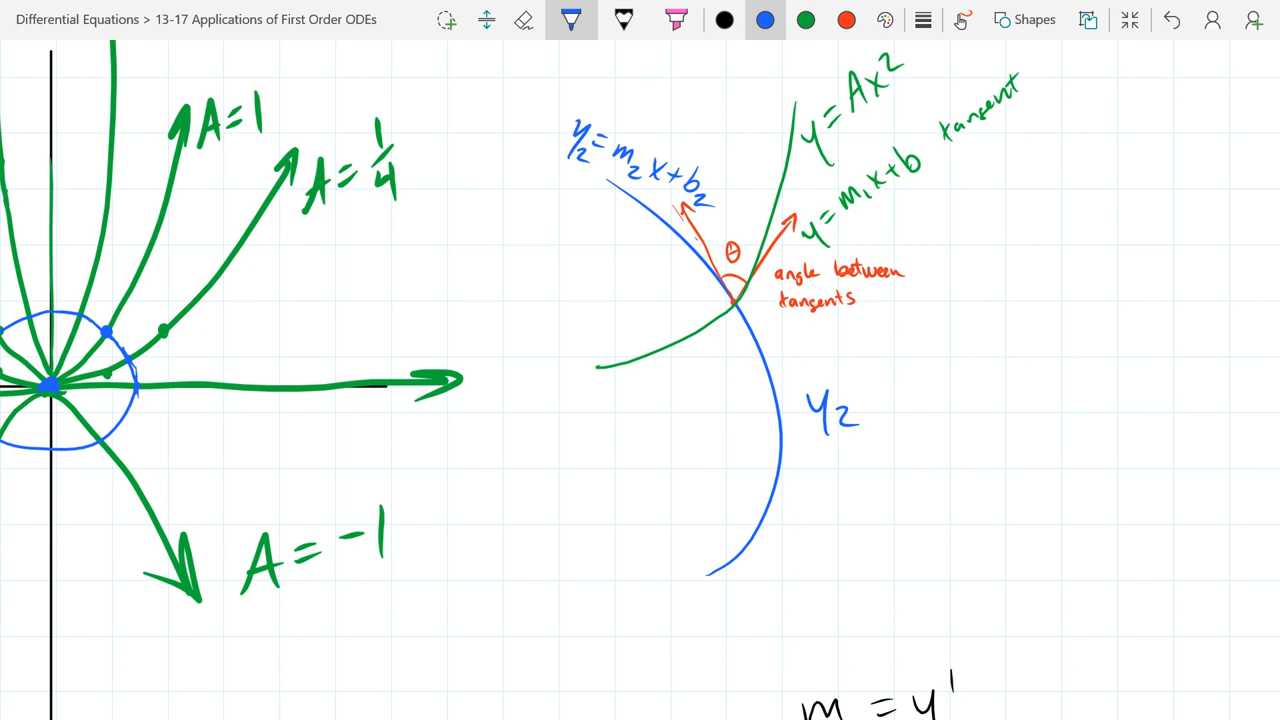 Differential Equations > 13-17 Applications of First Order ODEs
Shapes
A=1
A=1/4
A=-1
y2=m2x+b2
y=Ax²
y=m1x+b tangent
θ
angle between
tangents
y2
m = y'